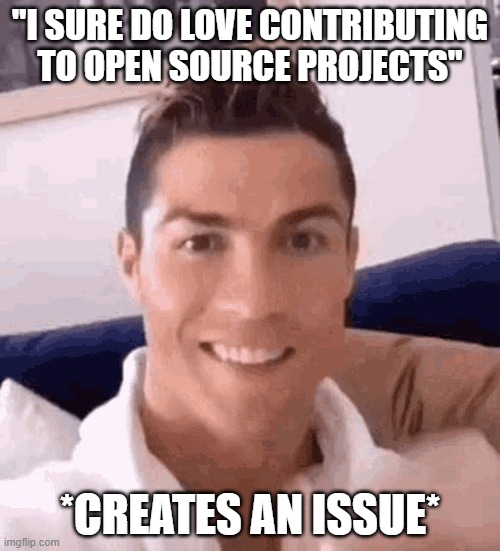 "I SURE DO LOVE CONTRIBUTING
TO OPEN SOURCE PROJECTS"
*CREATES AN ISSUE*
imgflip.com